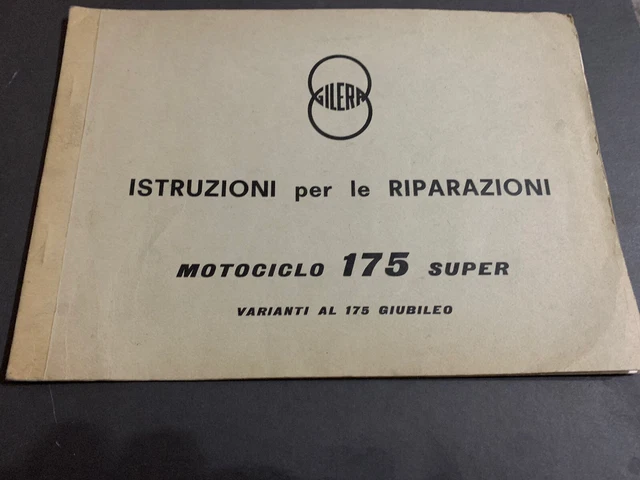 GILERA
ISTRUZIONI per le RIPARAZIONI
MOTOCICLO 175 SUPER
VARIANTI AL 175 GIUBILEO